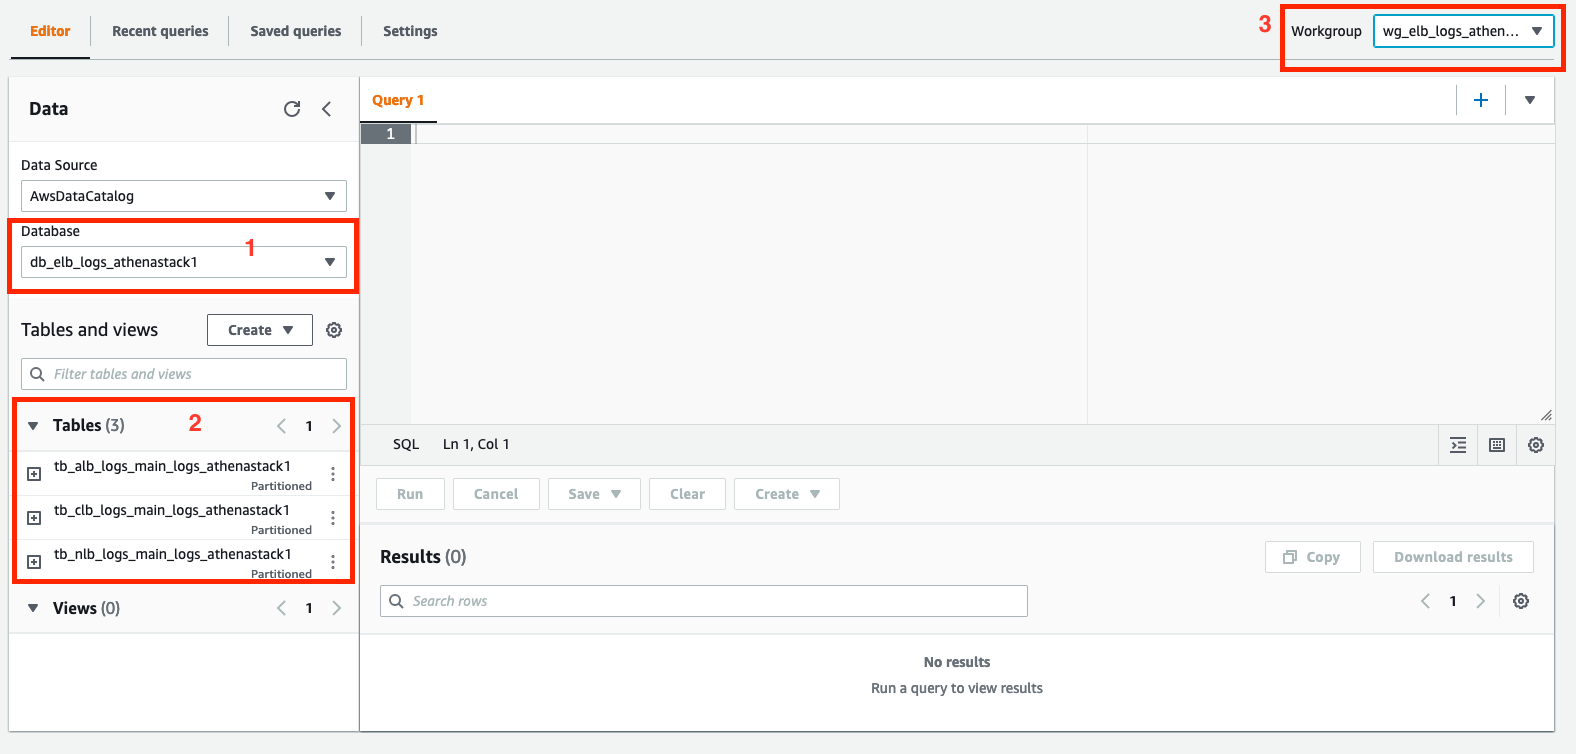 Editor
Recent queries
Saved queries
Settings
3
Workgroup
wg_elb_logs_athen...
Data
Data Source
AwsDataCatalog
Database
1
db_elb_logs_athenastack1
Tables and views
Create
Filter tables and views
Tables (3)
2
1
tb_alb_logs_main_logs_athenastack1
Partitioned
tb_clb_logs_main_logs_athenastack1
Partitioned
tb_nlb_logs_main_logs_athenastack1
Partitioned
Views (0)
1
Query 1
1
SQL
Ln 1, Col 1
Run
Cancel
Save
Clear
Create
Results (0)
Copy
Download results
Search rows
1
No results
Run a query to view results